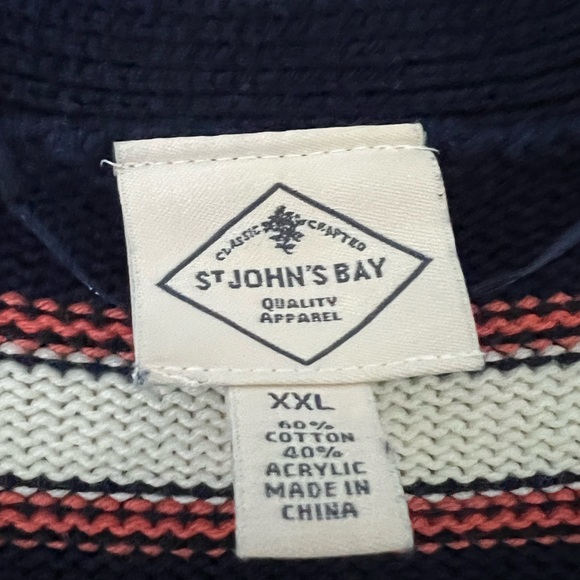 CLASSIC CRAFTED
ST JOHN'S BAY
QUALITY
APPAREL
XXL
60%
COTTON
40%
ACRYLIC
MADE IN
CHINA